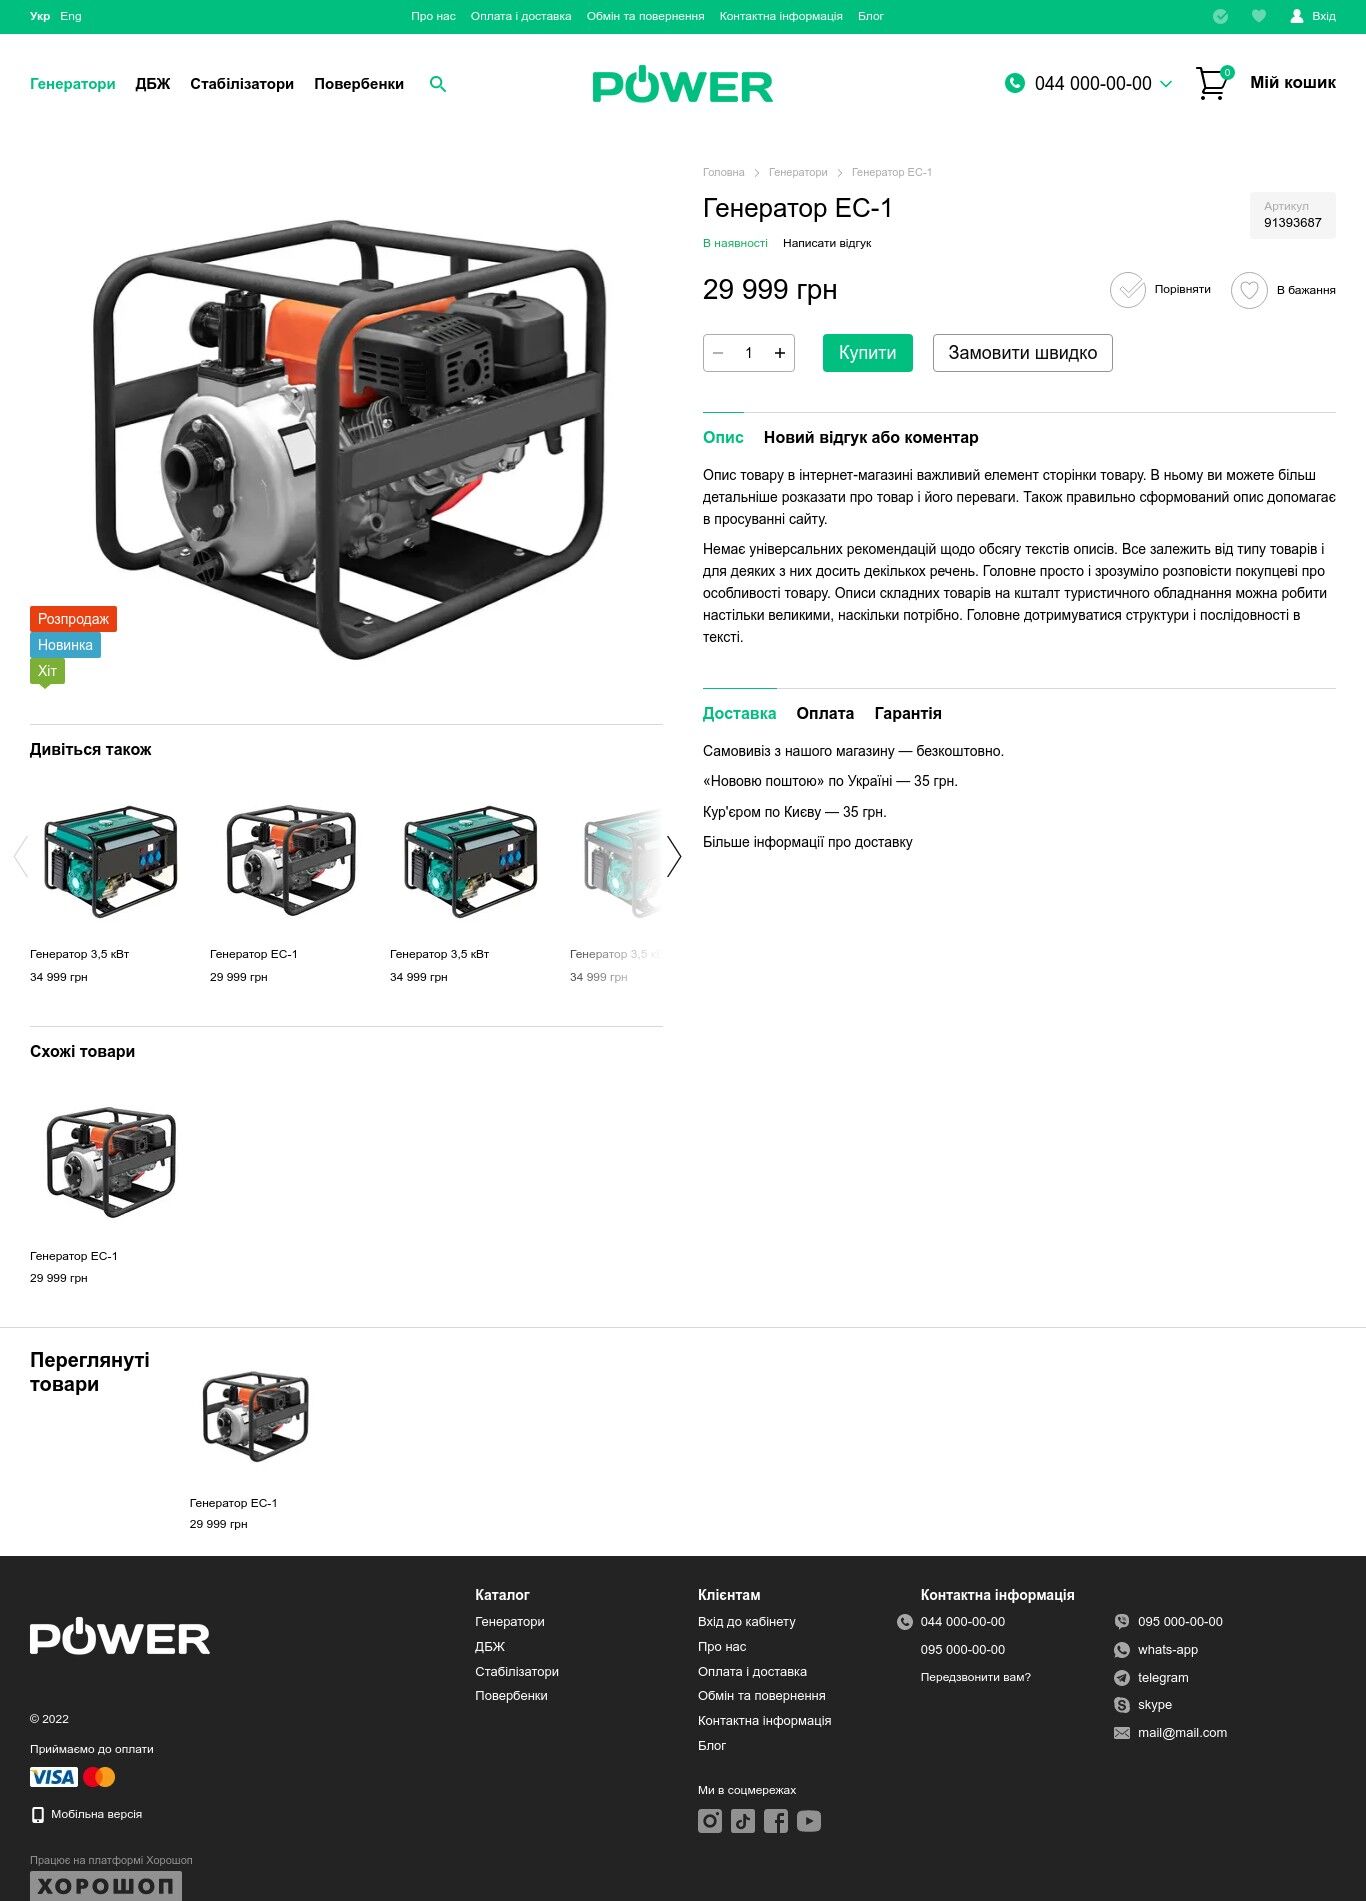 Укр Eng
Про нас Оплата і доставка Обмін та повернення Контактна інформація Блог
Вхід
Генератори ДБЖ Стабілізатори Повербенки
POWER
044 000-00-00
0
Мій кошик
Головна Генератори Генератор ЕС-1
Генератор ЕС-1
Артикул
91393687
В наявності Написати відгук
29 999 грн
Порівняти
В бажання
1
Купити
Замовити швидко
Розпродаж
Новинка
Хіт
Опис Новий відгук або коментар
Опис товару в інтернет-магазині важливий елемент сторінки товару. В ньому ви можете більш
детальніше розказати про товар і його переваги. Також правильно сформований опис допомагає
в просуванні сайту.
Немає універсальних рекомендацій щодо обсягу текстів описів. Все залежить від типу товарів і
для деяких з них досить декількох речень. Головне просто і зрозуміло розповісти покупцеві про
особливості товару. Описи складних товарів на кшталт туристичного обладнання можна робити
настільки великими, наскільки потрібно. Головне дотримуватися структури і послідовності в
тексті.
Доставка Оплата Гарантія
Самовивіз з нашого магазину — безкоштовно.
«Нововю поштою» по Україні — 35 грн.
Кур'єром по Києву — 35 грн.
Більше інформації про доставку
Дивіться також
Генератор 3,5 кВт
34 999 грн
Генератор ЕС-1
29 999 грн
Генератор 3,5 кВт
34 999 грн
Генератор 3,5
34 999 грн
Схожі товари
Генератор ЕС-1
29 999 грн
Переглянуті
товари
Генератор ЕС-1
29 999 грн
POWER
© 2022
Приймаємо до оплати
VISA
Мобільна версія
Працює на платформі Хорошоп
ХОРОШОП
Каталог
Генератори
ДБЖ
Стабілізатори
Повербенки
Клієнтам
Вхід до кабінету
Про нас
Оплата і доставка
Обмін та повернення
Контактна інформація
Блог
Ми в соцмережах
Контактна інформація
044 000-00-00
095 000-00-00
Передзвонити вам?
095 000-00-00
whats-app
telegram
skype
mail@mail.com